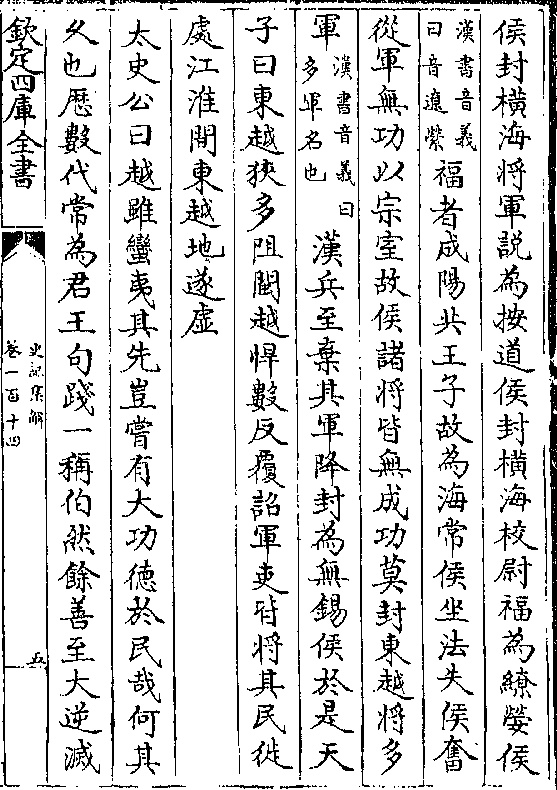 侯封橫海將軍説為按道侯封橫海校尉福為繚嫈侯
漢書音義
曰音遼縈
福者成陽共王子故為海常侯坐法失侯奮
從軍無功以宗室故侯諸將皆無成功莫封東越將多
軍
漢書音義曰
多軍名也
漢兵至棄其軍降封為無錫侯於是天
子曰東越狹多阻閩越悍數反覆詔軍吏皆將其民徙
處江淮間東越地遂虛
太史公曰越雖蠻夷其先豈嘗有大功德於民哉何其
乆也歴數代常為君王句踐一稱伯然餘善至大逆滅
欽定四庫全書
史記集解
卷一百十四
五